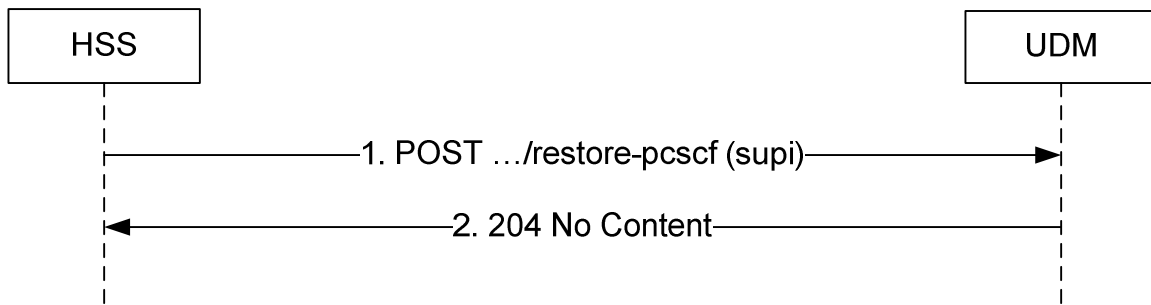 HSS
UDM
1. POST …/restore-pcscf (supi)
2. 204 No Content